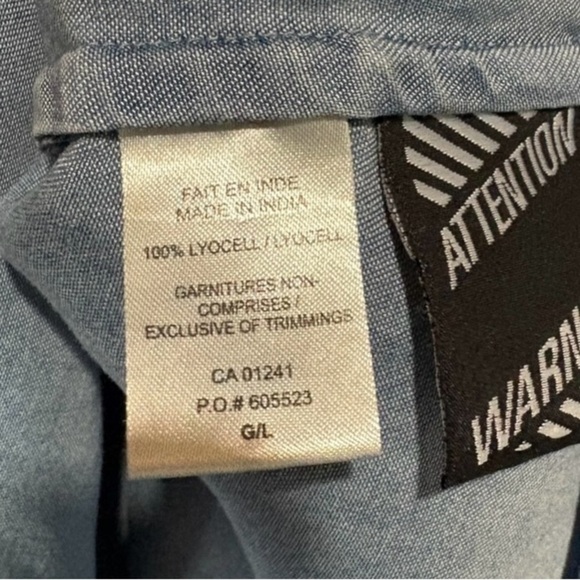 FAIT EN INDE
MADE IN INDIA
100% LYOCELL / LYOCELL
GARNITURES NON-
COMPRISES /
EXCLUSIVE OF TRIMMINGS
CA 01241
P.O.# 605523
G/L
ATTENTION
WARN